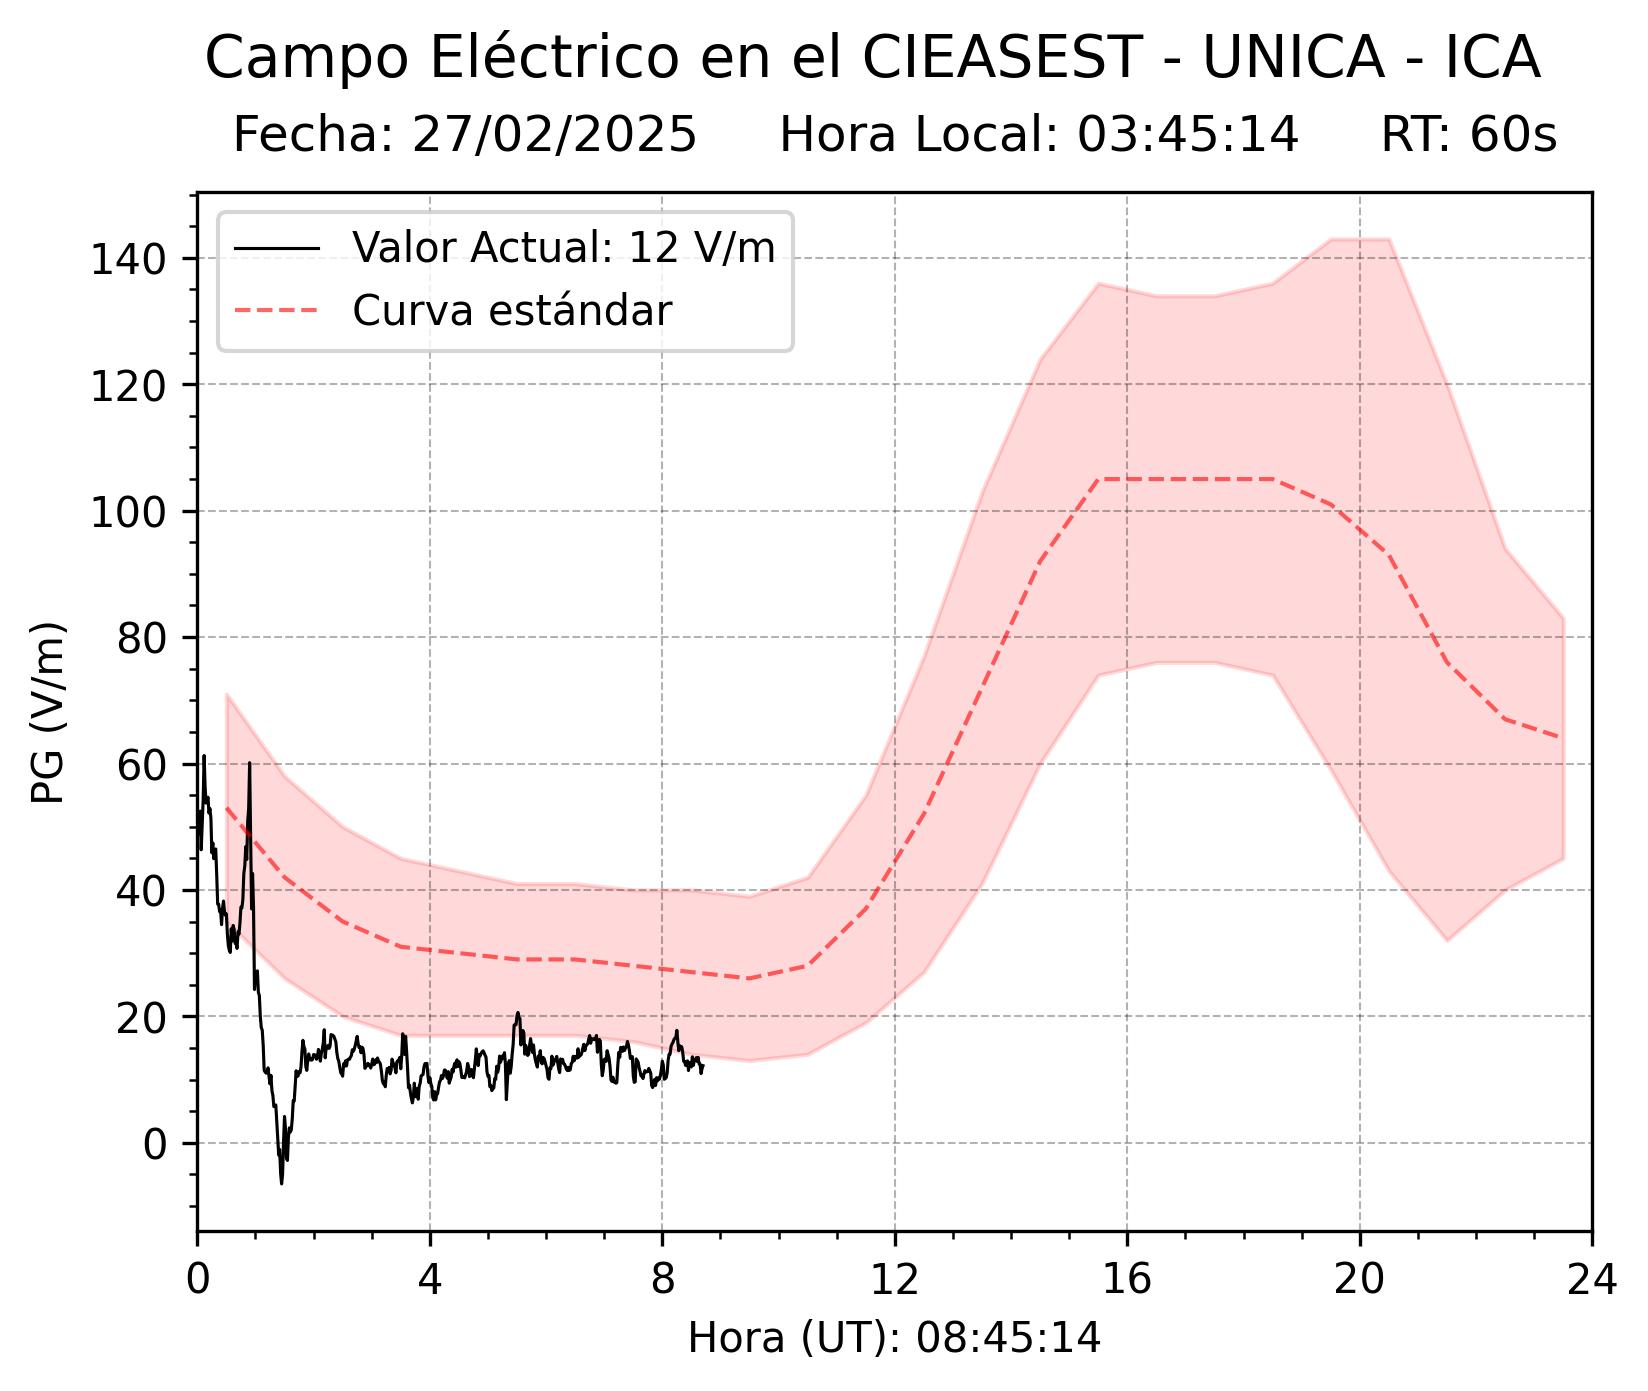 Campo Eléctrico en el CIEASEST - UNICA - ICA
Fecha: 27/02/2025 Hora Local: 03:45:14 RT: 60s
Valor Actual: 12 V/m
Curva estándar
140
120
100
80
60
40
20
0
PG (V/m)
0 4 8 12 16 20 24
Hora (UT): 08:45:14